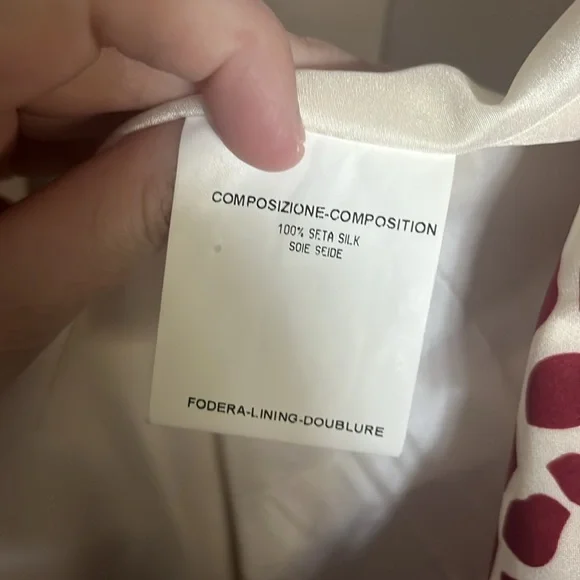 COMPOSIZIONE-COMPOSITION
100% SETA SILK
SOIE SEIDE
FODERA-LINING-DOUBLURE